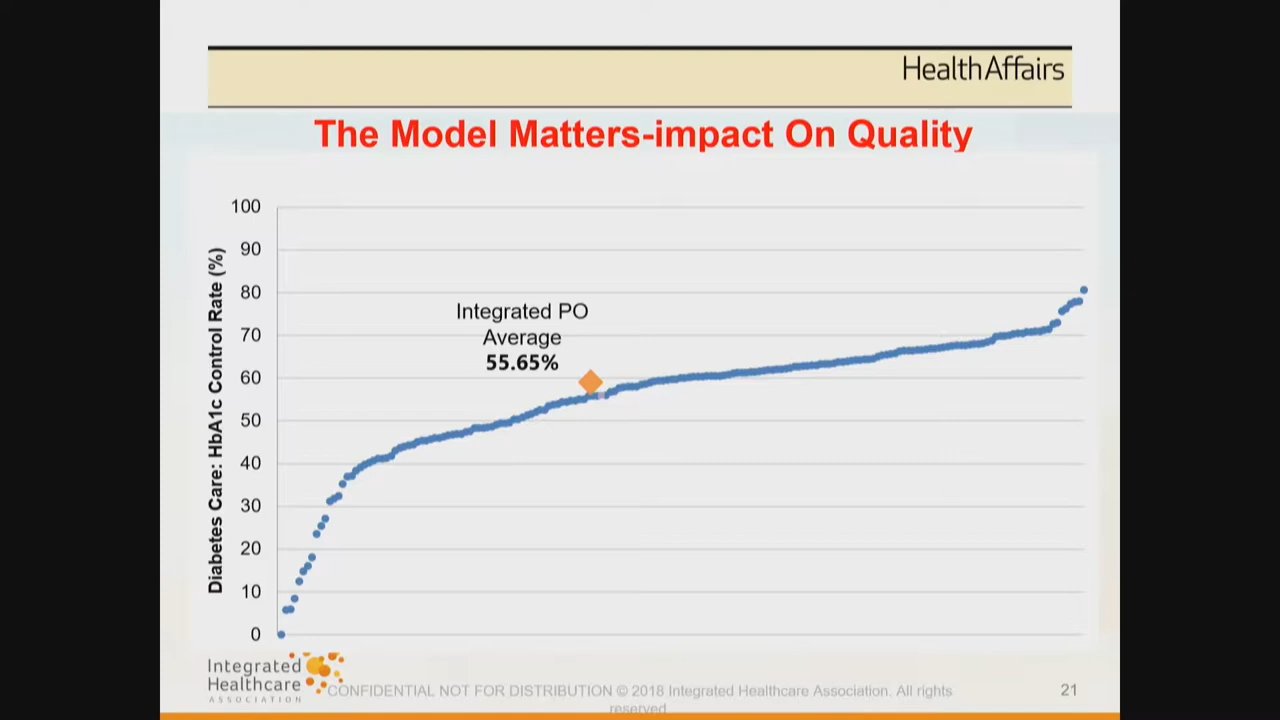 HealthAffairs
The Model Matters-impact On Quality
Diabetes Care: HbA1c Control Rate (%)
100
90
80
70
60
50
40
30
20
10
0
Integrated PO
Average
55.65%
Integrated
Healthcare
ASSOCIATION
CONFIDENTIAL NOT FOR DISTRIBUTION © 2018 Integrated Healthcare Association. All rights
reserved
21